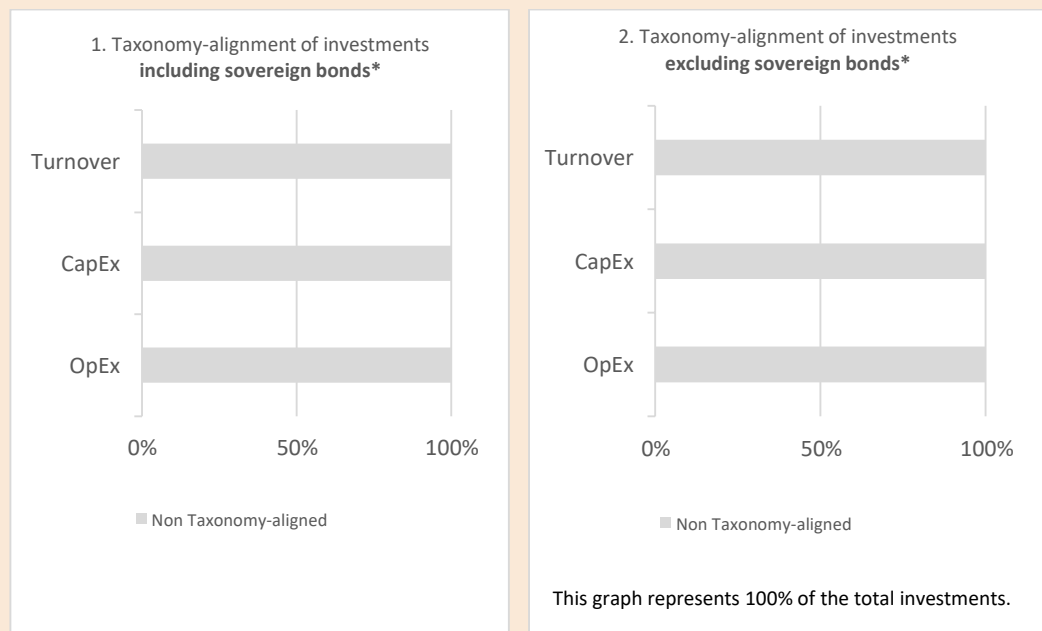 1. Taxonomy-alignment of investments
including sovereign bonds*
Turnover
CapEx
OpEx
0%
50%
100%
Non Taxonomy-aligned
2. Taxonomy-alignment of investments
excluding sovereign bonds*
Turnover
CapEx
OpEx
0%
50%
100%
Non Taxonomy-aligned
This graph represents 100% of the total investments.